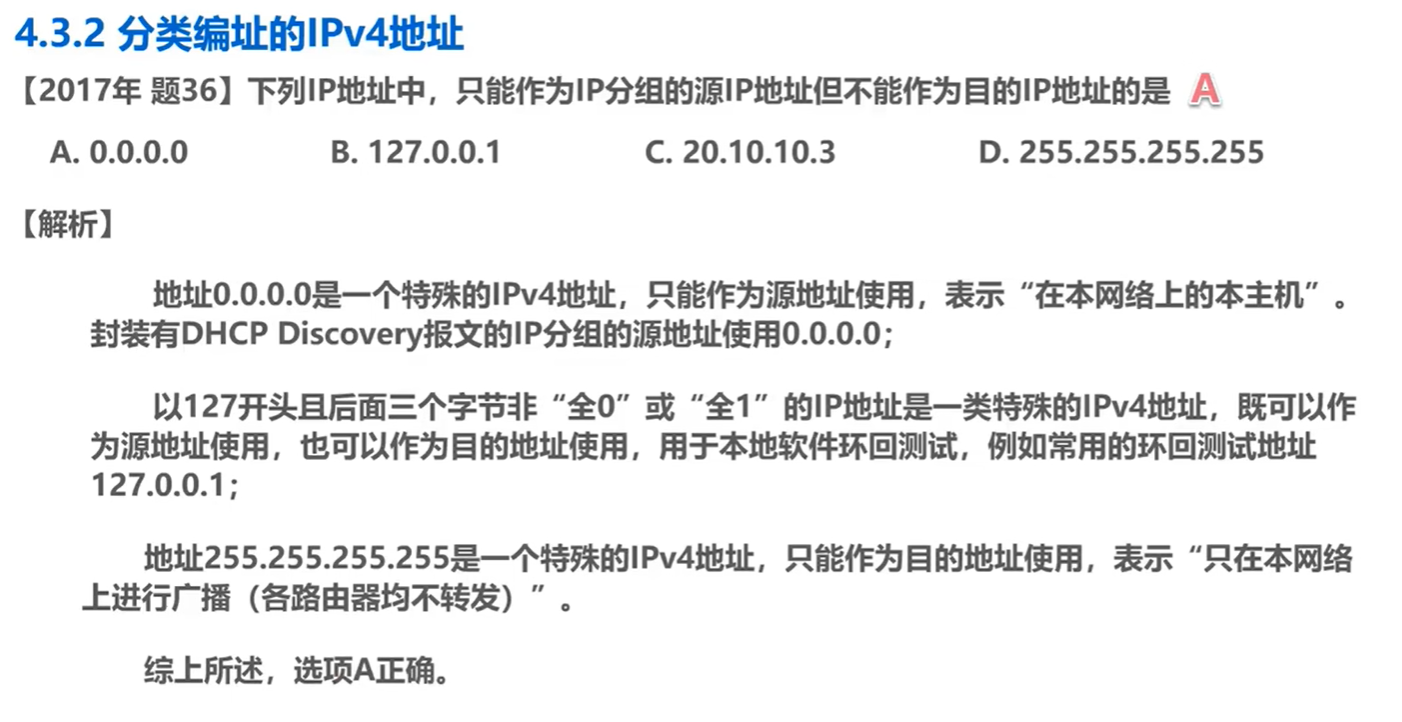 4.3.2 分类编址的IPv4地址
【2017年 题36】下列IP地址中，只能作为IP分组的源IP地址但不能作为目的IP地址的是 A
A. 0.0.0.0 B. 127.0.0.1 C. 20.10.10.3 D. 255.255.255.255
【解析】
地址0.0.0.0是一个特殊的IPv4地址，只能作为源地址使用，表示“在本网络上的本主机”。
封装有DHCP Discovery报文的IP分组的源地址使用0.0.0.0；
以127开头且后面三个字节非“全0”或“全1”的IP地址是一类特殊的IPv4地址，既可以作
为源地址使用，也可以作为目的地址使用，用于本地软件环回测试，例如常用的环回测试地址
127.0.0.1；
地址255.255.255.255是一个特殊的IPv4地址，只能作为目的地址使用，表示“只在本网络
上进行广播（各路由器均不转发）”。
综上所述，选项A正确。